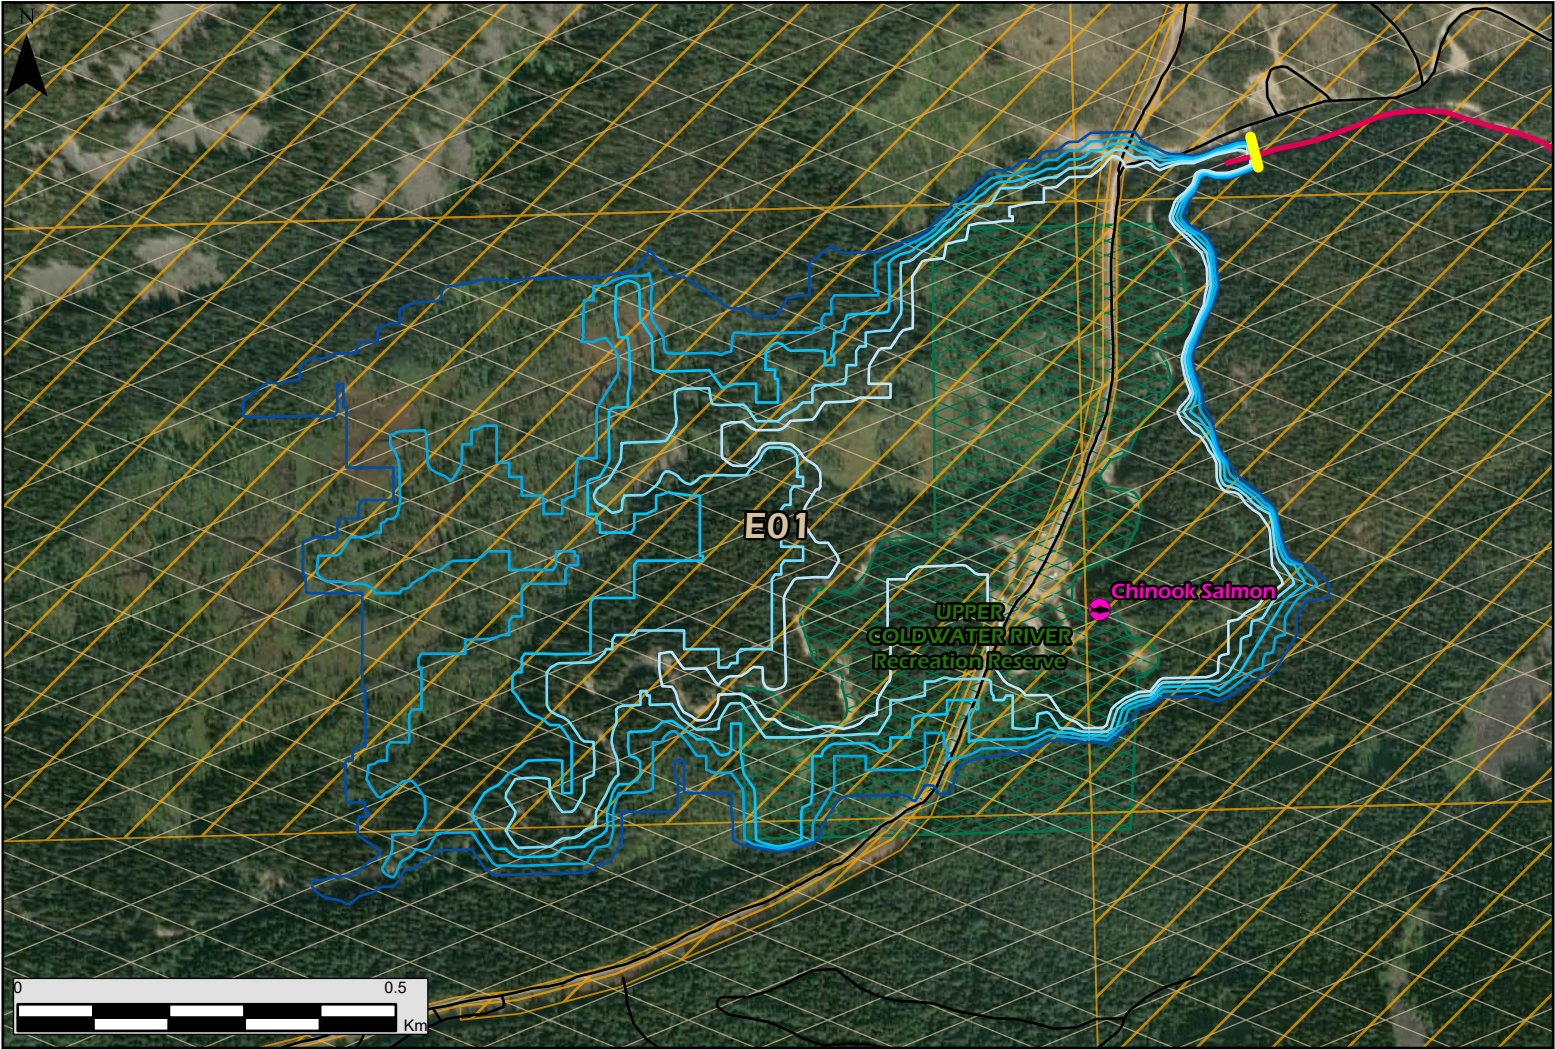 N
E01
Chinook Salmon
UPPER
COLDWATER RIVER
Recreation Reserve
0 0.5
Km